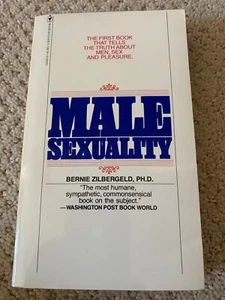 THE FIRST BOOK
THAT TELLS
THE TRUTH ABOUT
MEN, SEX
AND PLEASURE.
MALE
SEXUALITY
BERNIE ZILBERGELD, PH.D.
"The most humane,
sympathetic, commonsensical
book on the subject."
—WASHINGTON POST BOOK WORLD